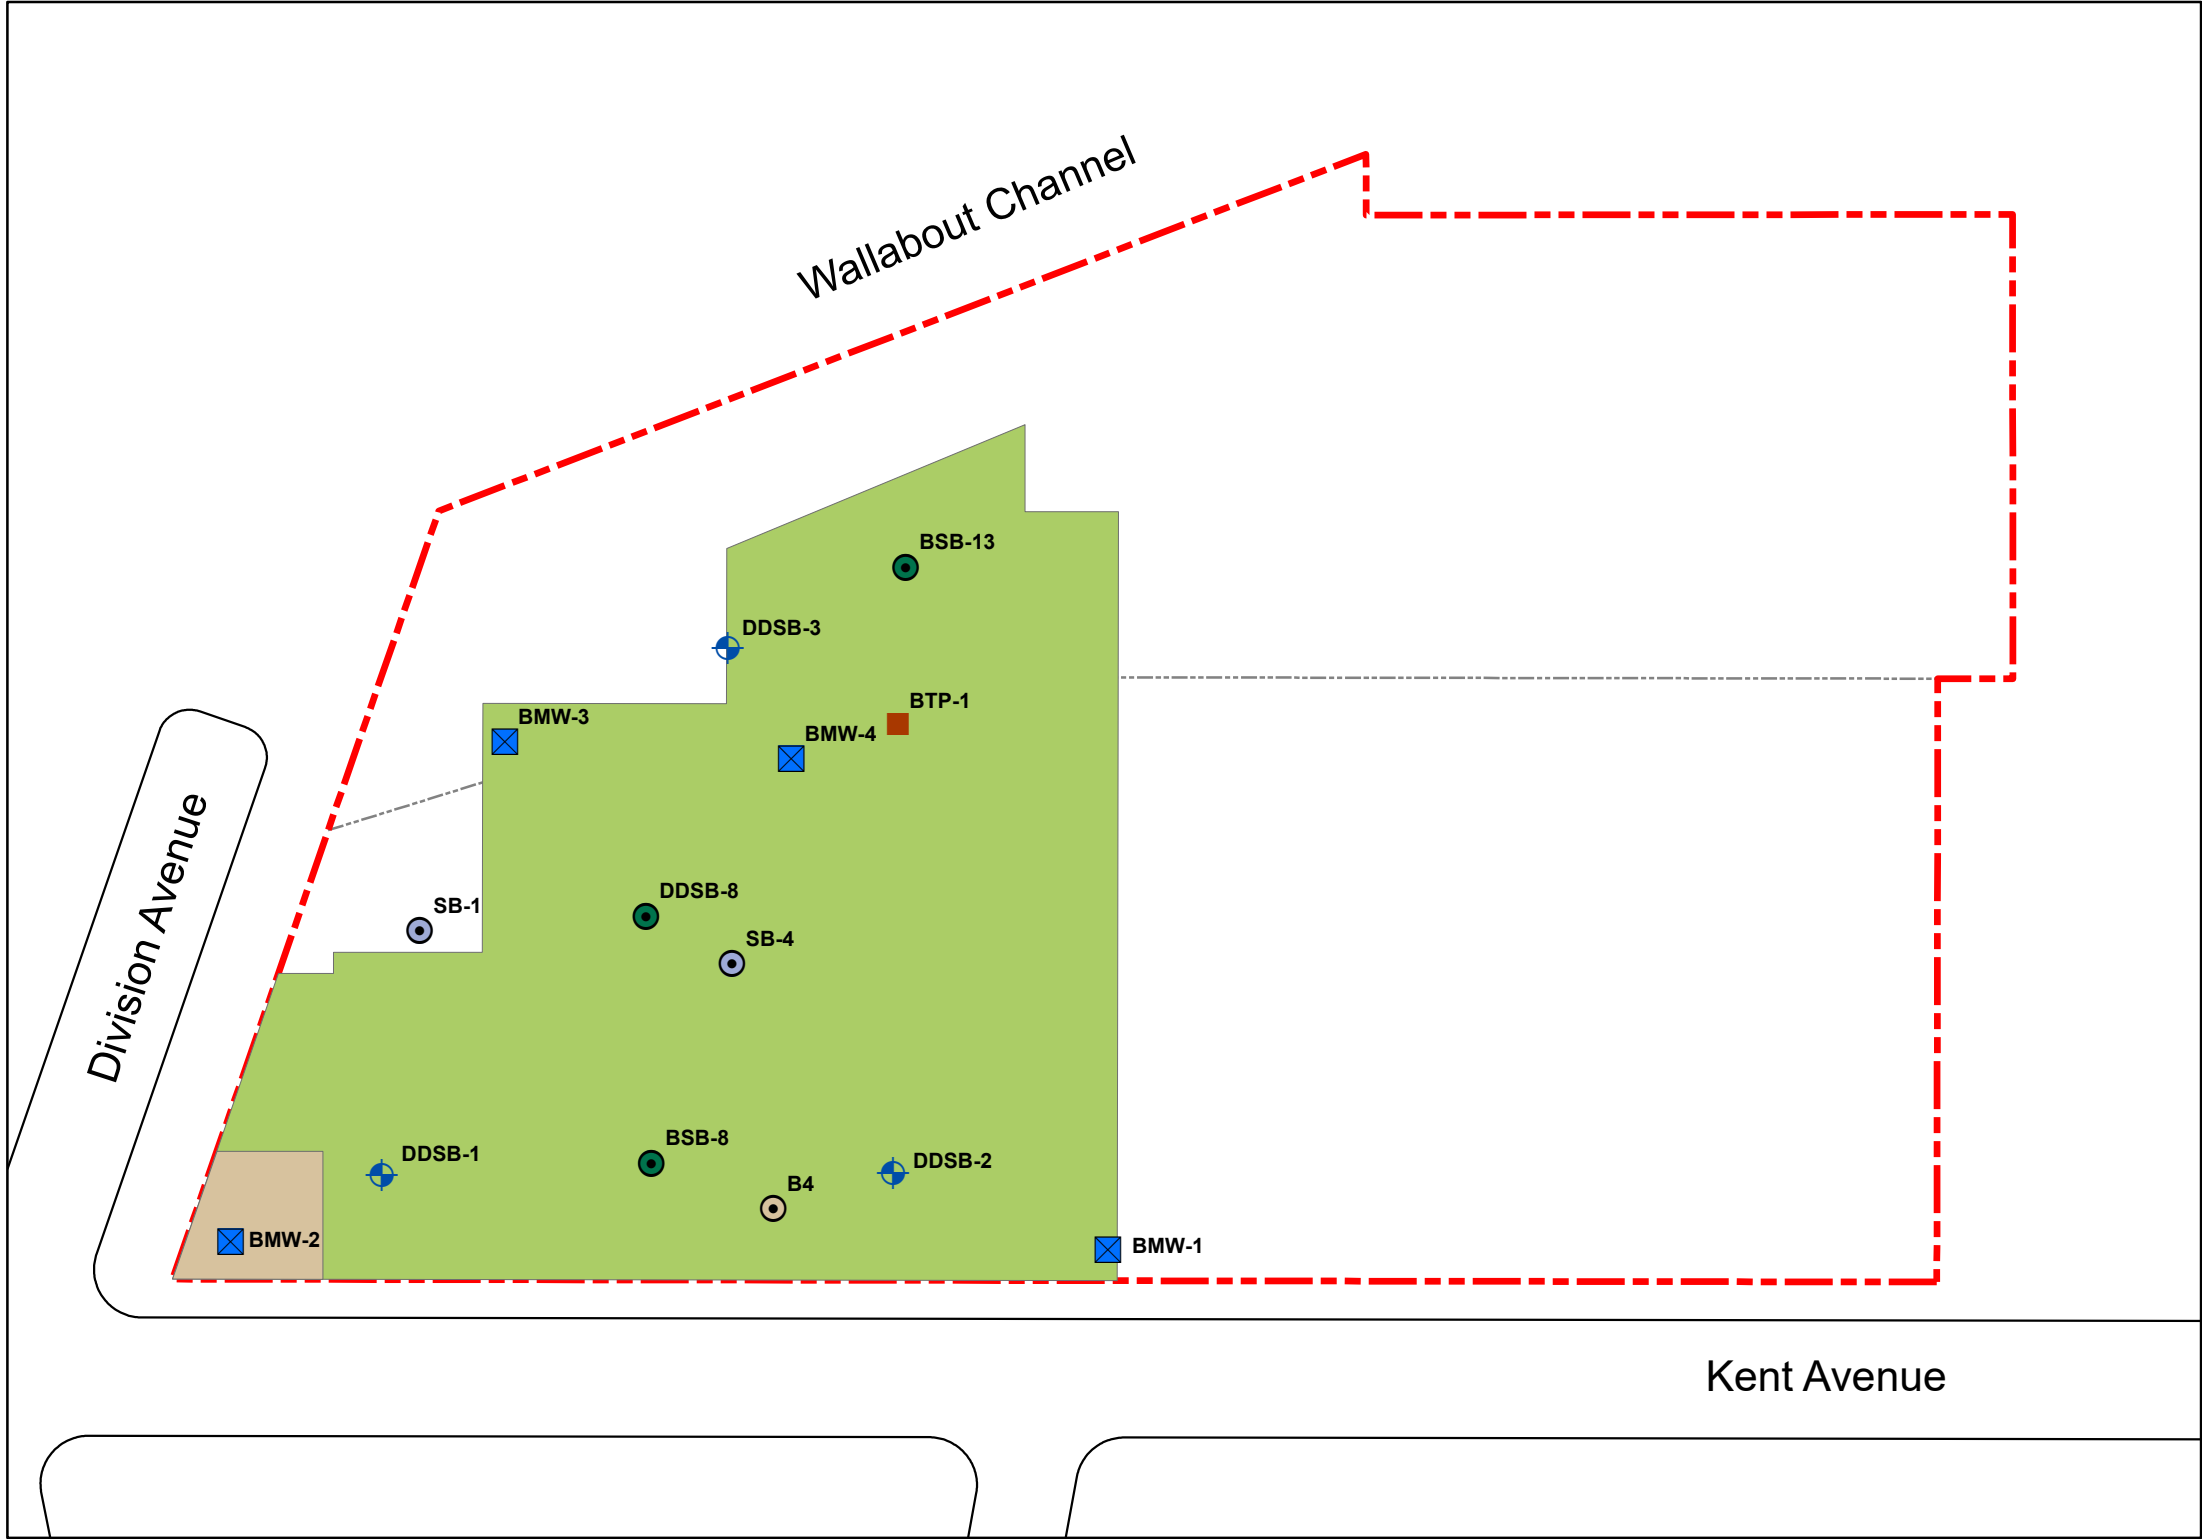 Wallabout Channel
BSB-13
DDSB-3
BTP-1
BMW-3
BMW-4
Division Avenue
DDSB-8
SB-1
SB-4
BSB-8
DDSB-1
DDSB-2
B4
BMW-2
BMW-1
Kent Avenue